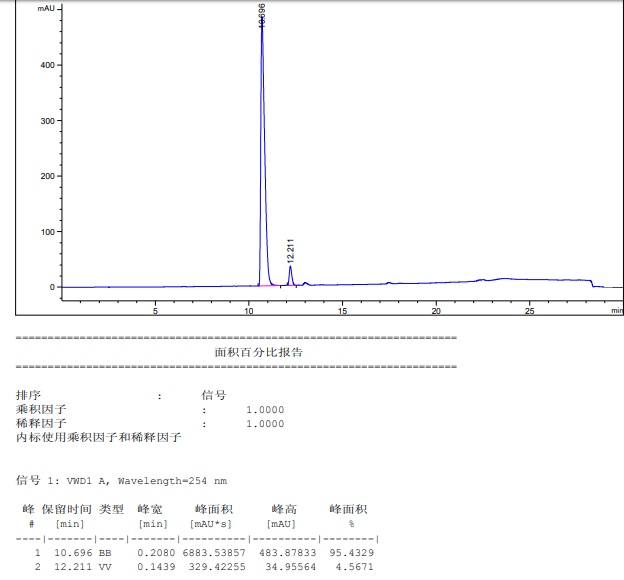 mAU
10.696
400
300
200
12.211
100
0
5
10
15
20
25
min
=====================================================================
面积百分比报告
=====================================================================
排序 : 信号
乘积因子 : 1.0000
稀释因子 : 1.0000
内标使用乘积因子和稀释因子
信号 1: VWD1 A, Wavelength=254 nm
峰 保留时间 类型 峰宽 峰面积 峰高 峰面积
# [min] [min] [mAU*s] [mAU] %
----|-------|----|-------|----------|----------|--------|
1 10.696 BB 0.2080 6883.53857 483.87833 95.4329
2 12.211 VV 0.1439 329.42255 34.95564 4.5671